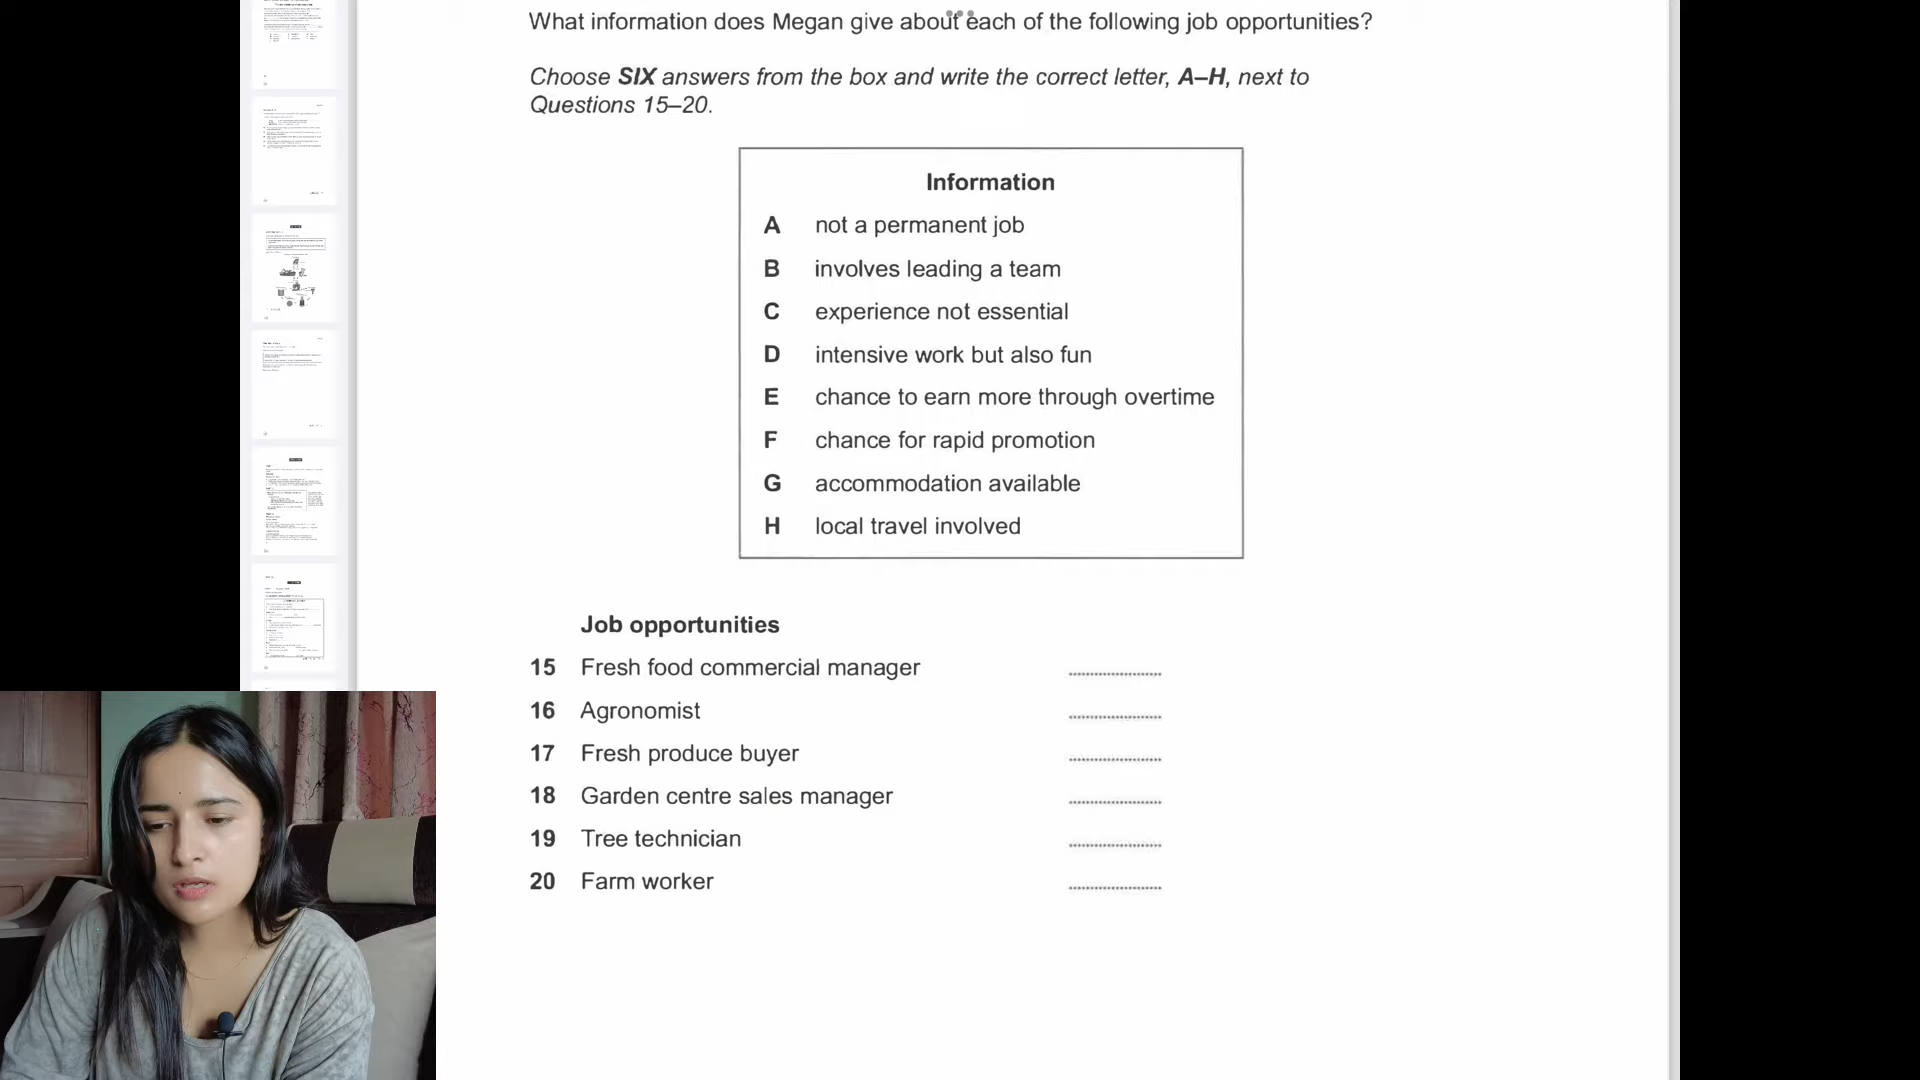 What information does Megan give about each of the following job opportunities?
Choose SIX answers from the box and write the correct letter, A–H, next to
Questions 15–20.
Information
A not a permanent job
B involves leading a team
C experience not essential
D intensive work but also fun
E chance to earn more through overtime
F chance for rapid promotion
G accommodation available
H local travel involved
Job opportunities
15 Fresh food commercial manager
16 Agronomist
17 Fresh produce buyer
18 Garden centre sales manager
19 Tree technician
20 Farm worker